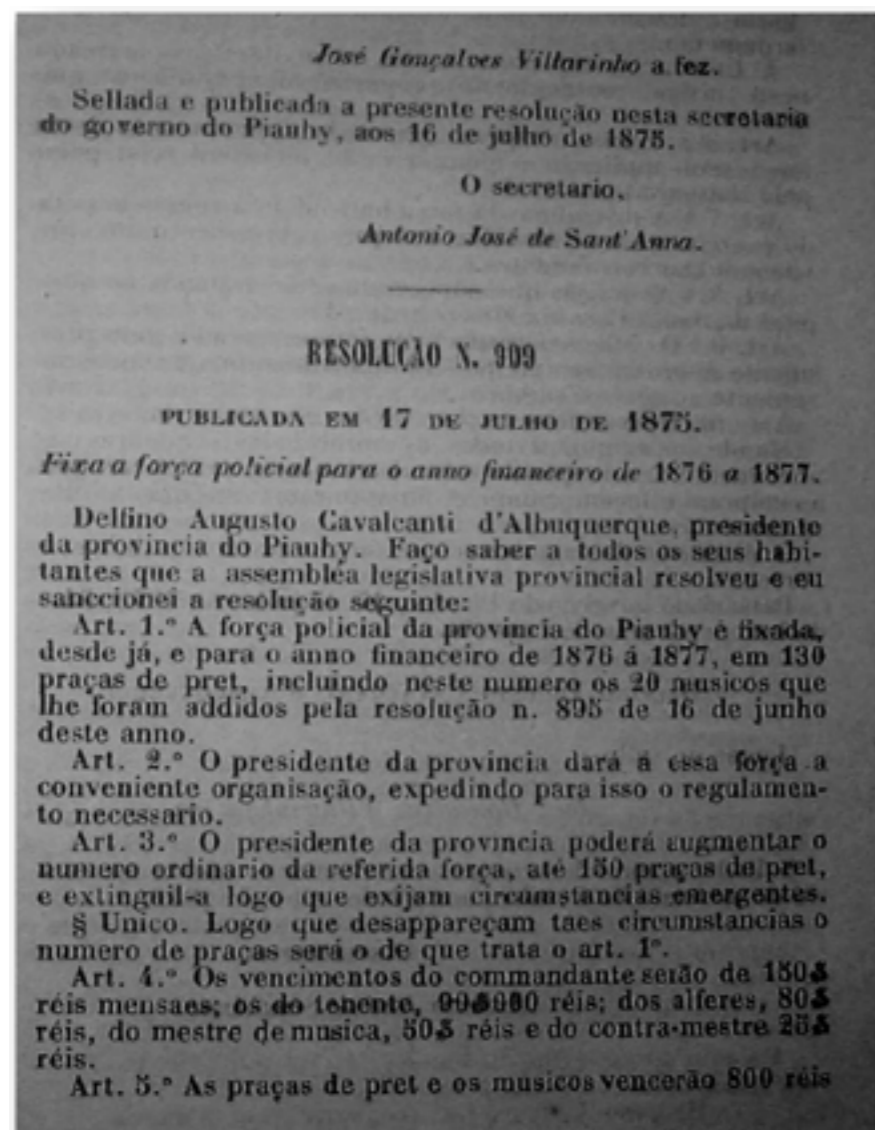 José Gonçalves Villarinho a fez.
Sellada e publicada a presente resolução nesta secretaria
do governo do Piauhy, aos 16 de julho de 1875.
O secretario.
Antonio José de Sant'Anna.
RESOLUÇÃO N. 909
PUBLICADA EM 17 DE JULHO DE 1875.
Fixa a força policial para o anno financeiro de 1876 a 1877.
Delfino Augusto Cavalcanti d'Albuquerque, presidente
da provincia do Piauhy. Faço saber a todos os seus habi-
tantes que a assembléa legislativa provincial resolveu e eu
sanccionei a resolução seguinte:
Art. 1.º A força policial da provincia do Piauhy é fixada,
desde já, e para o anno financeiro de 1876 á 1877, em 130
praças de pret, incluindo neste numero os 20 musicos que
lhe foram addidos pela resolução n. 895 de 16 de junho
deste anno.
Art. 2.º O presidente da provincia dará á essa força a
conveniente organisação, expedindo para isso o regulamen-
to necessario.
Art. 3.º O presidente da provincia poderá augmentar o
numero ordinario da referida força, até 150 praças de pret,
e extinguil-a logo que exijam circumstancias emergentes.
§ Unico. Logo que desappareçam taes circumstancias o
numero de praças será o de que trata o art. 1º.
Art. 4.º Os vencimentos do commandante serão de 150$
réis mensaes; os do tenente, réis; dos alferes, 80$
réis, do mestre de musica, 50$ réis e do contra-mestre 25$
réis.
Art. 5.º As praças de pret e os musicos vencerão 800 réis